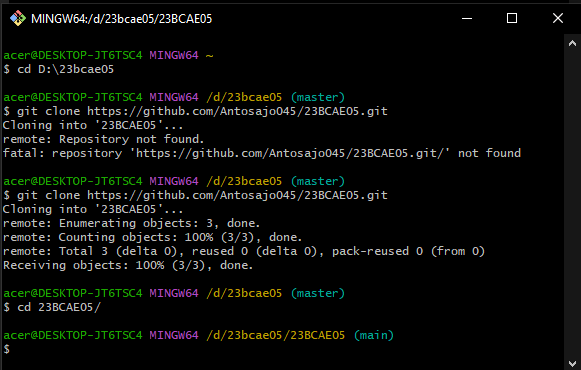 MINGW64:/d/23bcae05/23BCAE05
acer@DESKTOP-JT6TSC4 MINGW64 ~
$ cd D:\23bcae05
acer@DESKTOP-JT6TSC4 MINGW64 /d/23bcae05 (master)
$ git clone https://github.com/Antosajo045/23BCAE05.git
Cloning into '23BCAE05'...
remote: Repository not found.
fatal: repository 'https://github.com/Antosajo045/23BCAE05.git/' not found
acer@DESKTOP-JT6TSC4 MINGW64 /d/23bcae05 (master)
$ git clone https://github.com/Antosajo045/23BCAE05.git
Cloning into '23BCAE05'...
remote: Enumerating objects: 3, done.
remote: Counting objects: 100% (3/3), done.
remote: Total 3 (delta 0), reused 0 (delta 0), pack-reused 0 (from 0)
Receiving objects: 100% (3/3), done.
acer@DESKTOP-JT6TSC4 MINGW64 /d/23bcae05 (master)
$ cd 23BCAE05/
acer@DESKTOP-JT6TSC4 MINGW64 /d/23bcae05/23BCAE05 (main)
$